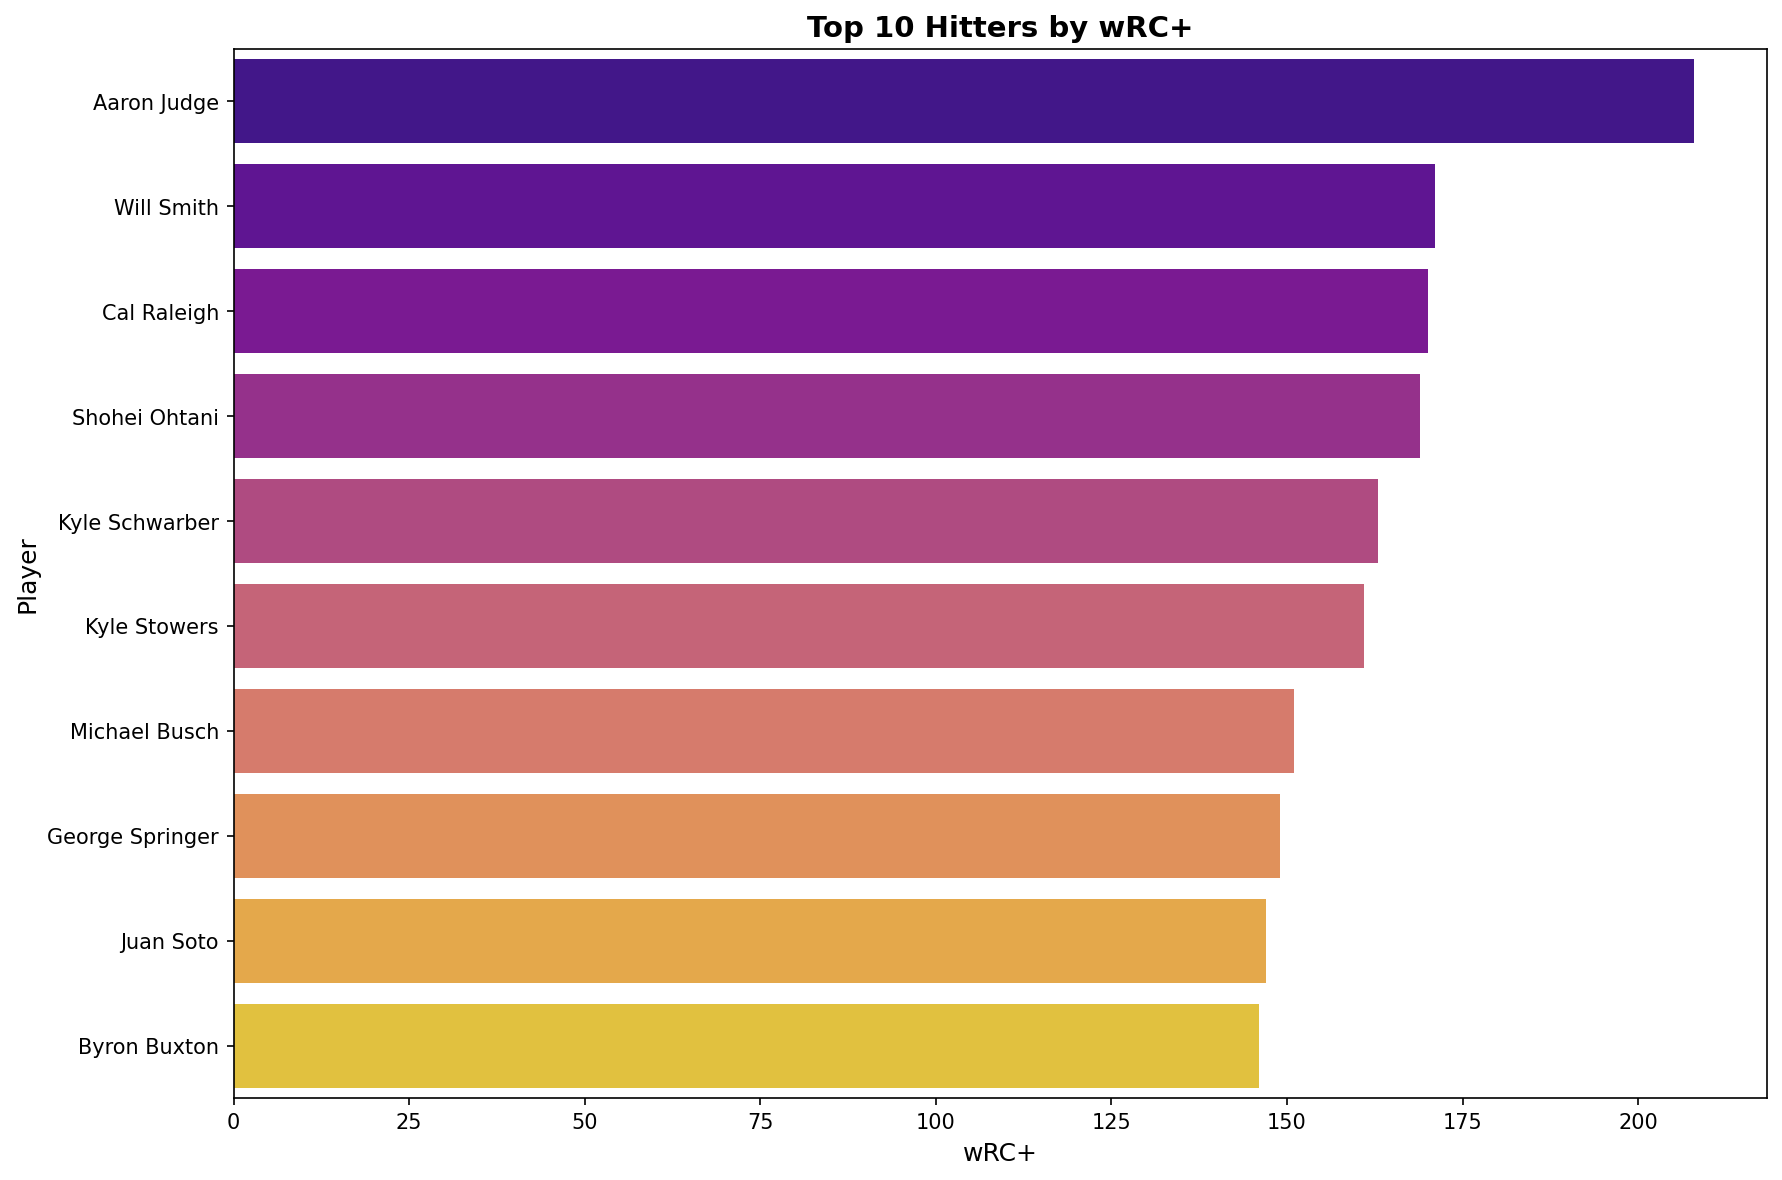 Top 10 Hitters by wRC+
Aaron Judge
Will Smith
Cal Raleigh
Shohei Ohtani
Kyle Schwarber
Kyle Stowers
Michael Busch
George Springer
Juan Soto
Byron Buxton
Player
0 25 50 75 100 125 150 175 200
wRC+